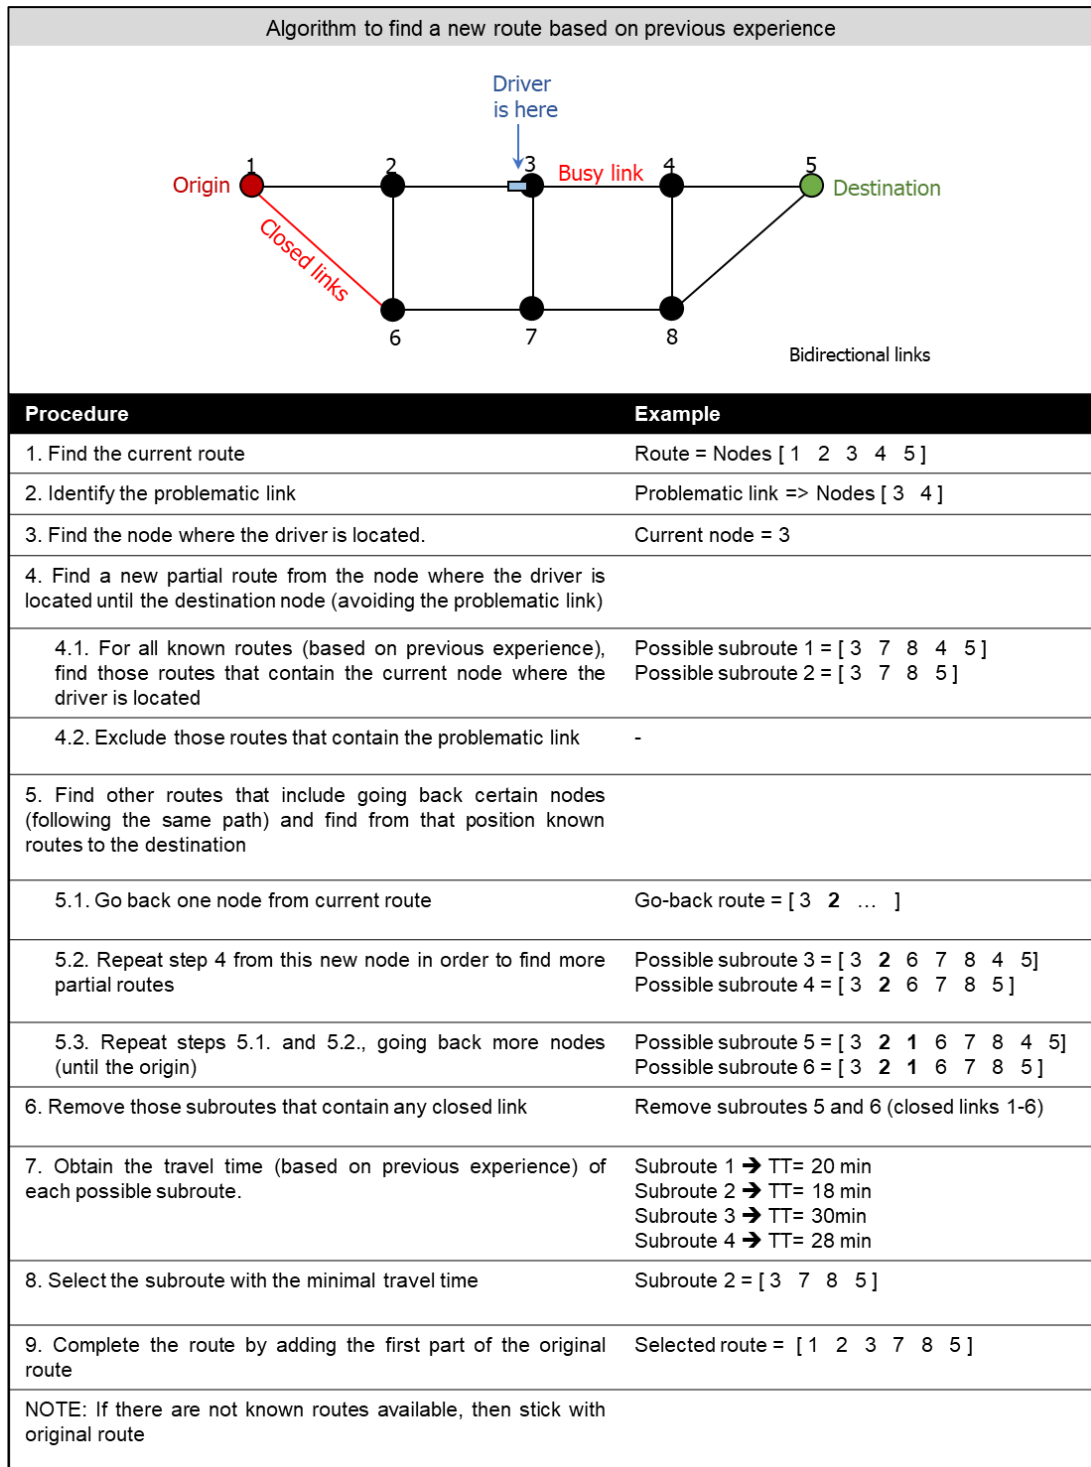 Algorithm to find a new route based on previous experience
Driver
is here
1
2
3
4
5
Origin
Busy link
Destination
Closed links
6
7
8
Bidirectional links
Procedure Example
1. Find the current route Route = Nodes [ 1 2 3 4 5 ]
2. Identify the problematic link Problematic link => Nodes [ 3 4 ]
3. Find the node where the driver is located. Current node = 3
4. Find a new partial route from the node where the driver is
located until the destination node (avoiding the problematic link)
4.1. For all known routes (based on previous experience), Possible subroute 1 = [ 3 7 8 4 5 ]
find those routes that contain the current node where the Possible subroute 2 = [ 3 7 8 5 ]
driver is located
4.2. Exclude those routes that contain the problematic link -
5. Find other routes that include going back certain nodes
(following the same path) and find from that position known
routes to the destination
5.1. Go back one node from current route Go-back route = [ 3 2 … ]
5.2. Repeat step 4 from this new node in order to find more Possible subroute 3 = [ 3 2 6 7 8 4 5]
partial routes Possible subroute 4 = [ 3 2 6 7 8 5 ]
5.3. Repeat steps 5.1. and 5.2., going back more nodes Possible subroute 5 = [ 3 2 1 6 7 8 4 5]
(until the origin) Possible subroute 6 = [ 3 2 1 6 7 8 5 ]
6. Remove those subroutes that contain any closed link Remove subroutes 5 and 6 (closed links 1-6)
7. Obtain the travel time (based on previous experience) of Subroute 1 ➔ TT= 20 min
each possible subroute. Subroute 2 ➔ TT= 18 min
Subroute 3 ➔ TT= 30min
Subroute 4 ➔ TT= 28 min
8. Select the subroute with the minimal travel time Subroute 2 = [ 3 7 8 5 ]
9. Complete the route by adding the first part of the original Selected route = [ 1 2 3 7 8 5 ]
route
NOTE: If there are not known routes available, then stick with
original route